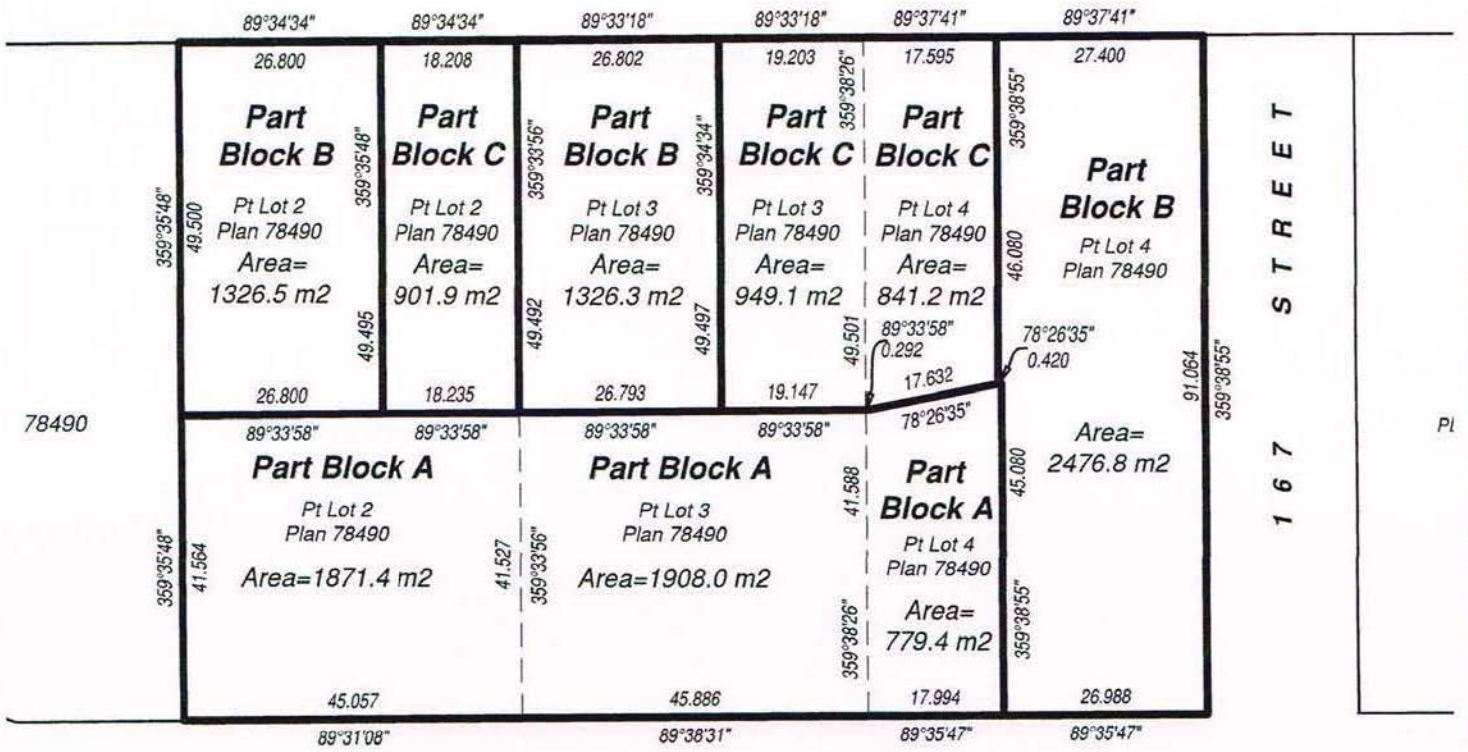 89°34'34" 89°34'34" 89°33'18" 89°33'18" 89°37'41" 89°37'41"
26.800 18.208 26.802 19.203 17.595 27.400
359°38'26"
359°38'55"
Part
Block B
Pt Lot 2
Plan 78490
Area=
1326.5 m2
359°35'48"
49.500
26.800
359°35'48"
49.495
Part
Block C
Pt Lot 2
Plan 78490
Area=
901.9 m2
18.235
359°33'56"
49.492
Part
Block B
Pt Lot 3
Plan 78490
Area=
1326.3 m2
26.793
359°34'34"
49.497
Part
Block C
Pt Lot 3
Plan 78490
Area=
949.1 m2
19.147
49.501
Part
Block C
Pt Lot 4
Plan 78490
Area=
841.2 m2
89°33'58"
0.292
17.632
78°26'35"
46.080
78°26'35"
0.420
Part
Block B
Pt Lot 4
Plan 78490
Area=
2476.8 m2
91.064
359°38'55"
167 STREET
78490
PL
89°33'58" 89°33'58" 89°33'58" 89°33'58"
Part Block A
Pt Lot 2
Plan 78490
Area=1871.4 m2
359°35'48"
41.564
41.527
359°33'56"
Part Block A
Pt Lot 3
Plan 78490
Area=1908.0 m2
41.588
359°38'26"
Part
Block A
Pt Lot 4
Plan 78490
Area=
779.4 m2
45.080
359°38'55"
45.057 45.886 17.994 26.988
89°31'08" 89°38'31" 89°35'47" 89°35'47"